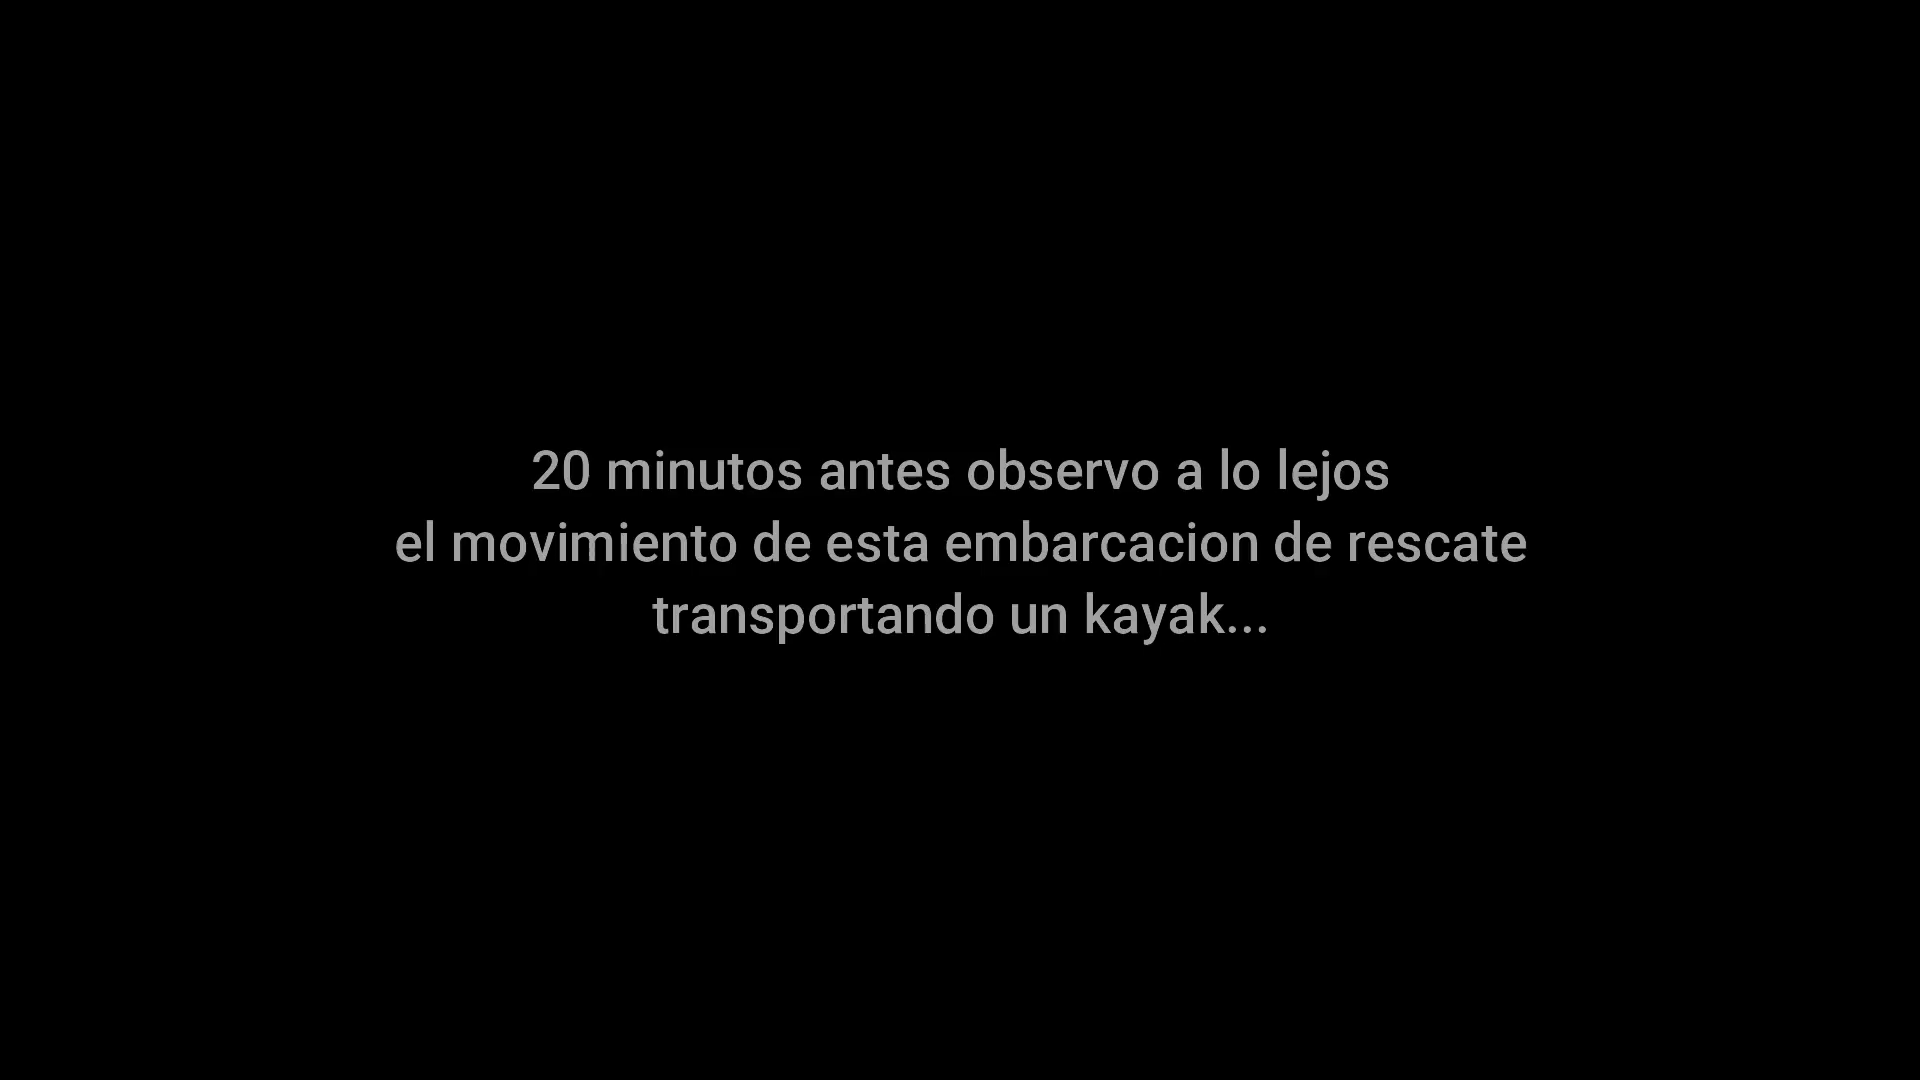 20 minutos antes observo a lo lejos
el movimiento de esta embarcacion de rescate
transportando un kayak...